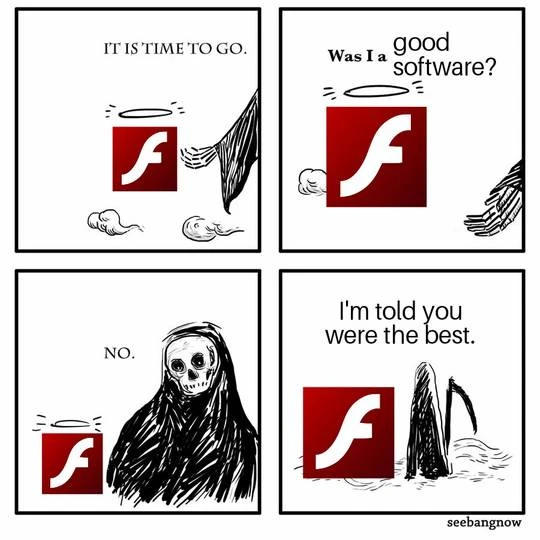 IT IS TIME TO GO.
Was I a good
software?
NO.
I'm told you
were the best.
seebangnow